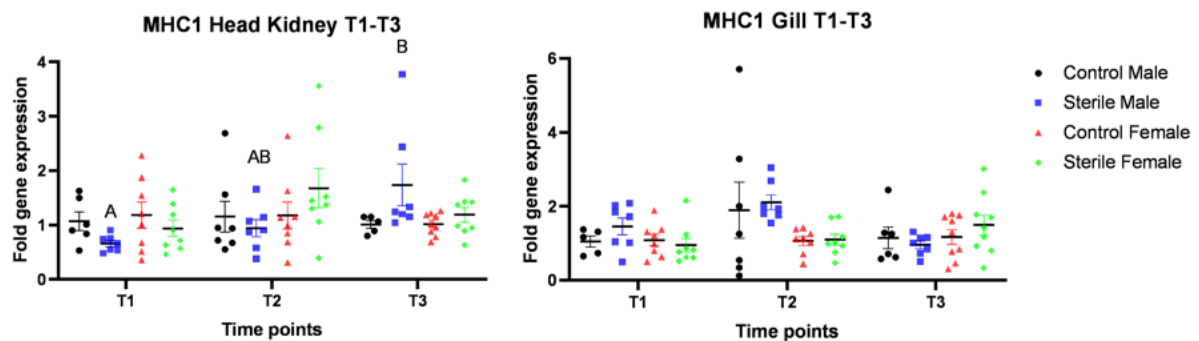 MHC1 Head Kidney T1-T3
Fold gene expression
4
3
2
1
0
A
AB
B
T1
T2
T3
Time points
MHC1 Gill T1-T3
Fold gene expression
6
4
2
0
T1
T2
T3
Time points
Control Male
Sterile Male
Control Female
Sterile Female